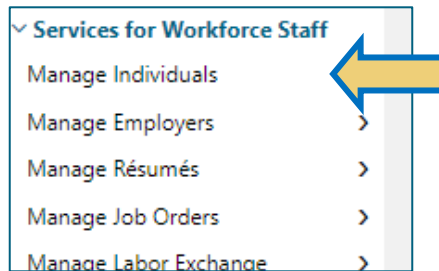 Services for Workforce Staff
Manage Individuals
Manage Employers
Manage Résumés
Manage Job Orders
Manage Labor Exchange